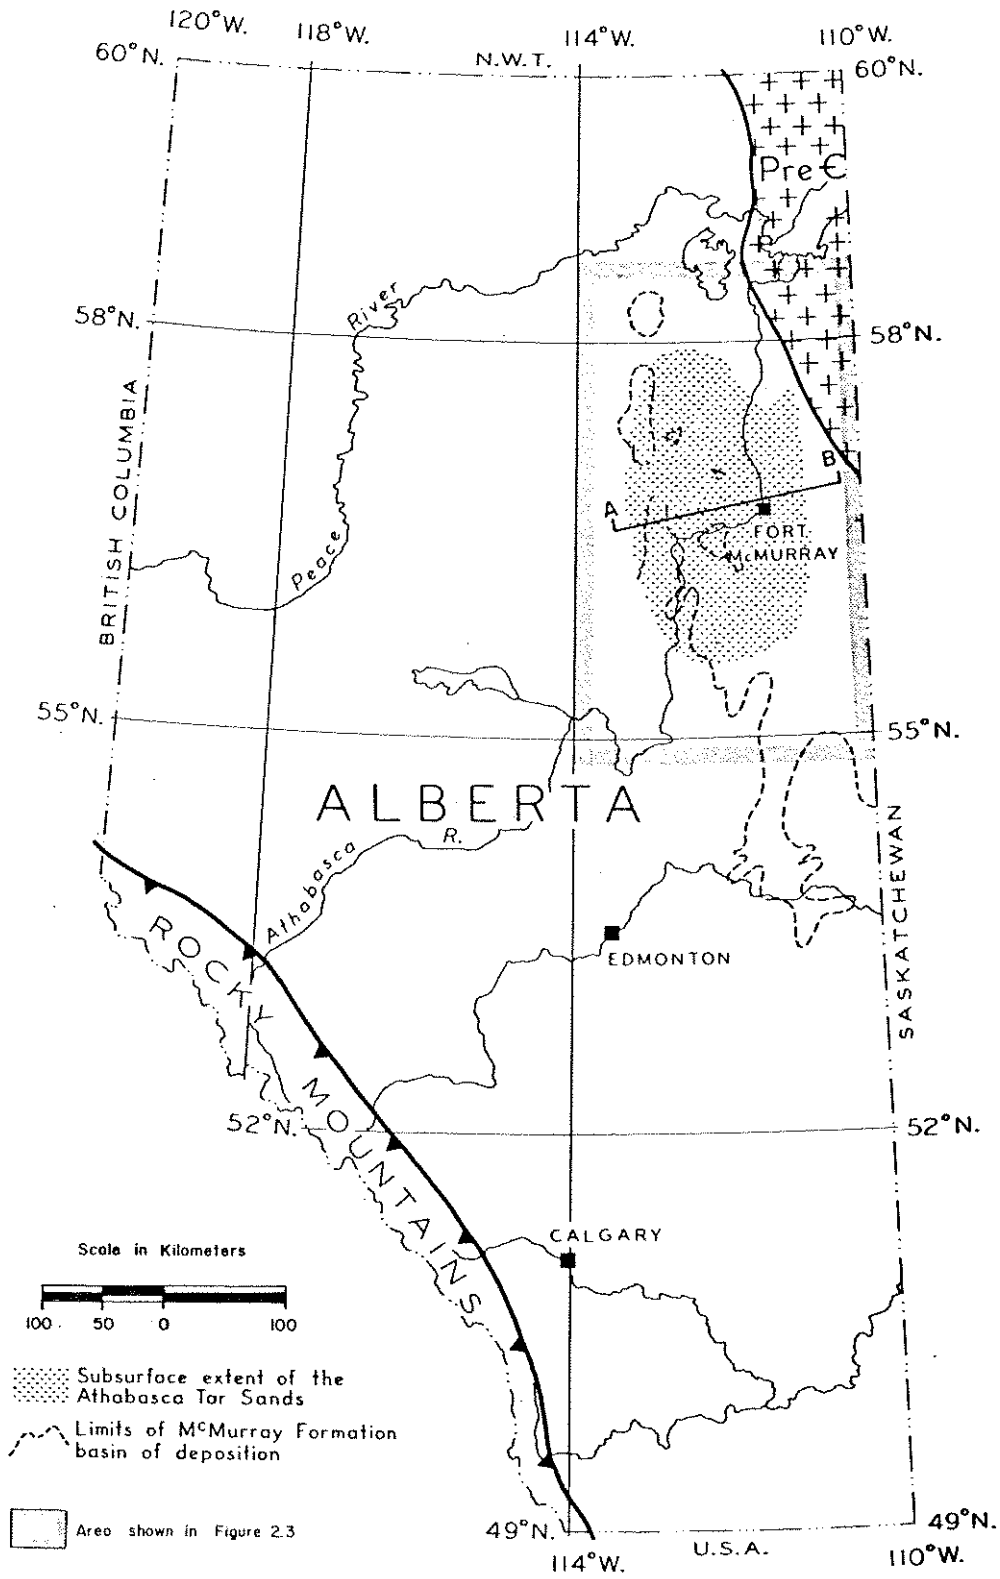 120°W.
118°W.
114°W.
110°W.
60°N.
N.W.T.
60°N.
Pre Є
58°N.
River
58°N.
BRITISH COLUMBIA
B
A
FORT
McMURRAY
Peace
55°N.
55°N.
ALBERTA
Athabasca R.
SASKATCHEWAN
EDMONTON
ROCKY MOUNTAINS
52°N.
52°N.
CALGARY
Scale in Kilometers
100 50 0 100
Subsurface extent of the
Athabasca Tar Sands
Limits of McMurray Formation
basin of deposition
Area shown in Figure 2.3
49°N.
49°N.
114°W.
U.S.A.
110°W.